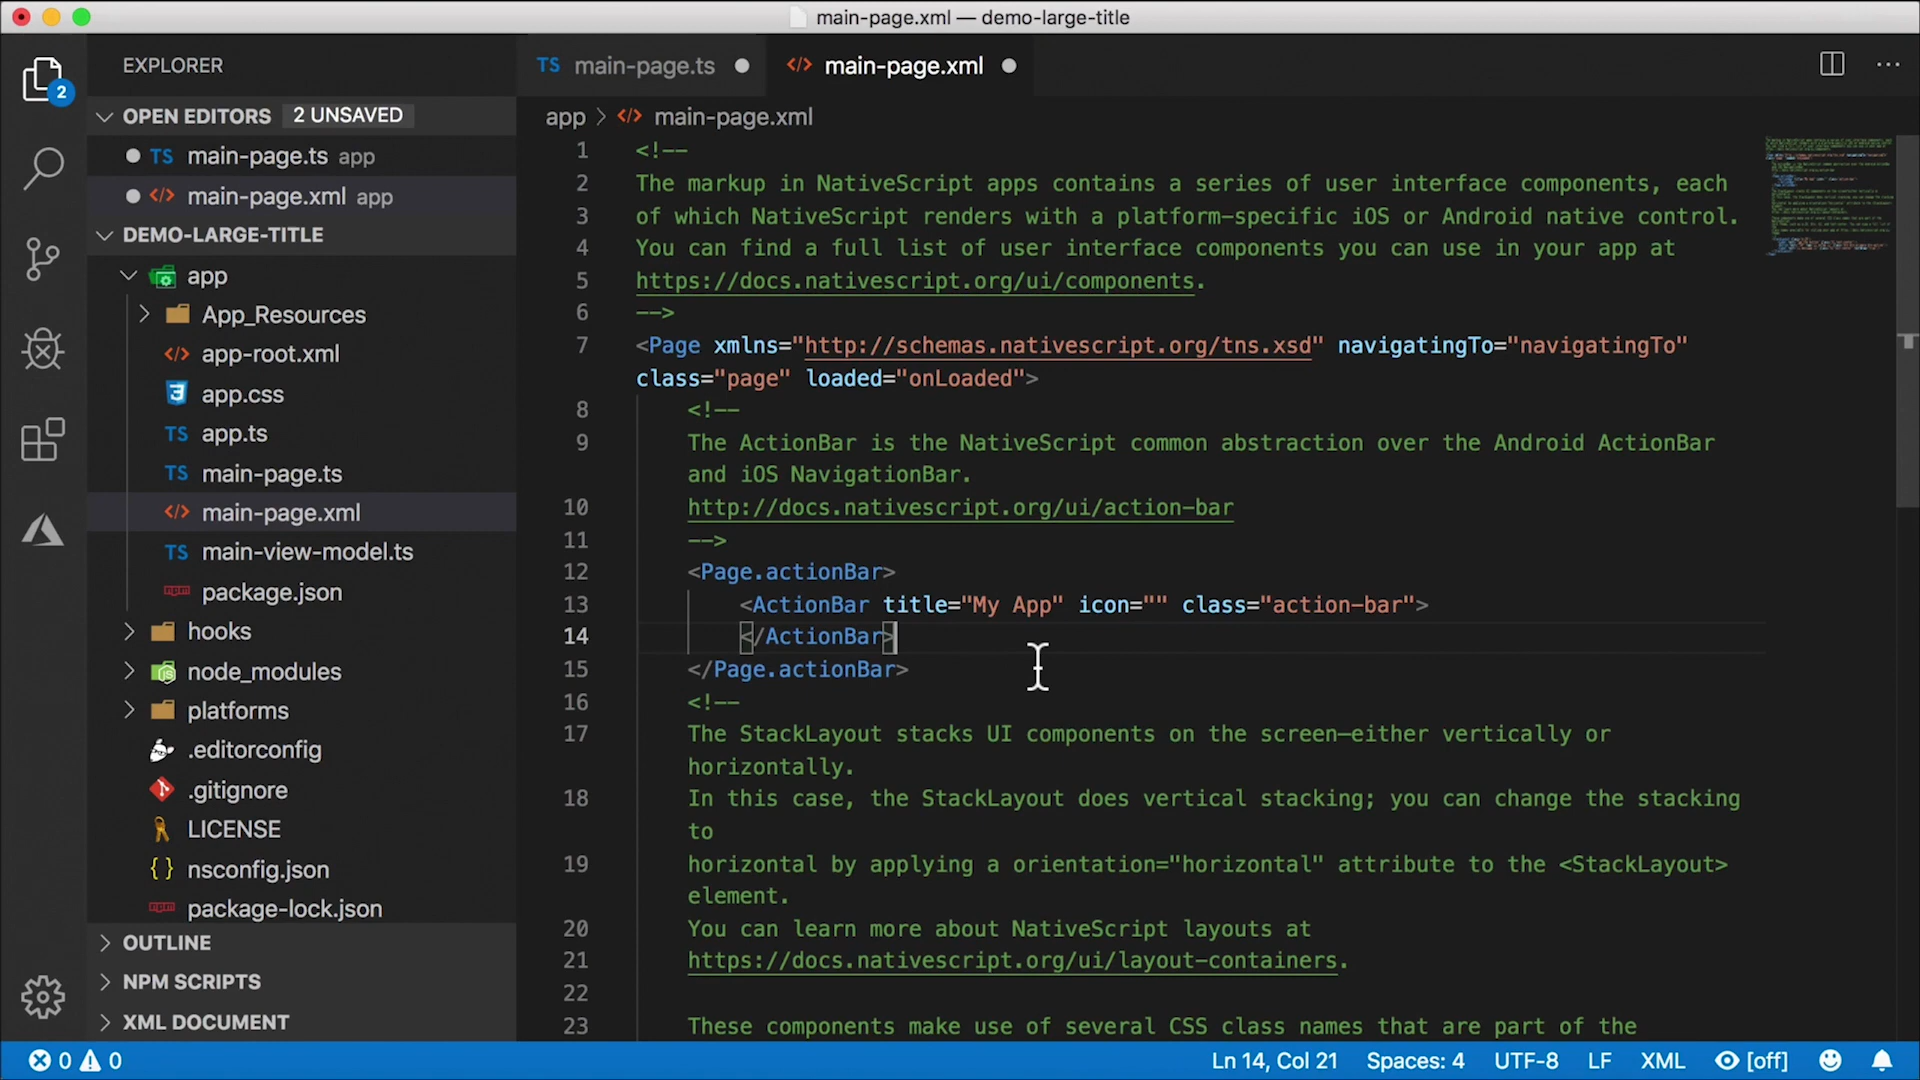 main-page.xml — demo-large-title
EXPLORER
2
OPEN EDITORS 2 UNSAVED
TS main-page.ts app
</> main-page.xml app
DEMO-LARGE-TITLE
app
App_Resources
</> app-root.xml
app.css
TS app.ts
TS main-page.ts
</> main-page.xml
TS main-view-model.ts
package.json
hooks
node_modules
platforms
.editorconfig
.gitignore
LICENSE
{ } nsconfig.json
package-lock.json
OUTLINE
NPM SCRIPTS
XML DOCUMENT
TS main-page.ts </> main-page.xml
app > </> main-page.xml
1 <!--
2 The markup in NativeScript apps contains a series of user interface components, each
3 of which NativeScript renders with a platform-specific iOS or Android native control.
4 You can find a full list of user interface components you can use in your app at
5 https://docs.nativescript.org/ui/components.
6 -->
7 <Page xmlns="http://schemas.nativescript.org/tns.xsd" navigatingTo="navigatingTo"
class="page" loaded="onLoaded">
8 <!--
9 The ActionBar is the NativeScript common abstraction over the Android ActionBar
and iOS NavigationBar.
10 http://docs.nativescript.org/ui/action-bar
11 -->
12 <Page.actionBar>
13 <ActionBar title="My App" icon="" class="action-bar">
14 </ActionBar>
15 </Page.actionBar>
16 <!--
17 The StackLayout stacks UI components on the screen—either vertically or
horizontally.
18 In this case, the StackLayout does vertical stacking; you can change the stacking
to
19 horizontal by applying a orientation="horizontal" attribute to the <StackLayout>
element.
20 You can learn more about NativeScript layouts at
21 https://docs.nativescript.org/ui/layout-containers.
22
23 These components make use of several CSS class names that are part of the
0 0 Ln 14, Col 21 Spaces: 4 UTF-8 LF XML [off]